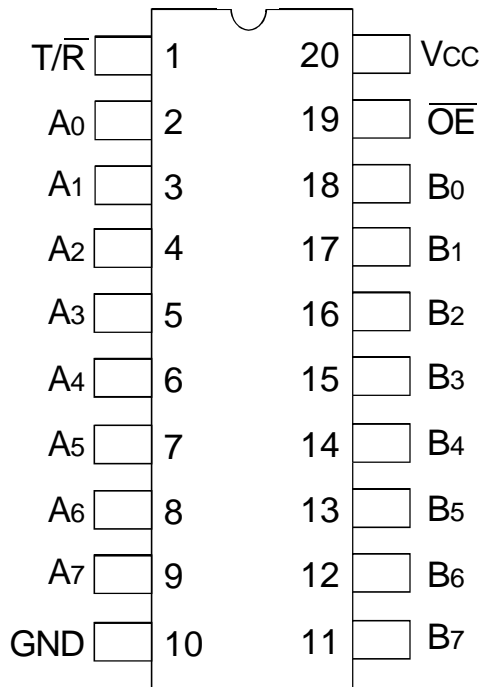 T/R̅ 1 20 Vcc
A0 2 19 O̅E̅
A1 3 18 B0
A2 4 17 B1
A3 5 16 B2
A4 6 15 B3
A5 7 14 B4
A6 8 13 B5
A7 9 12 B6
GND 10 11 B7